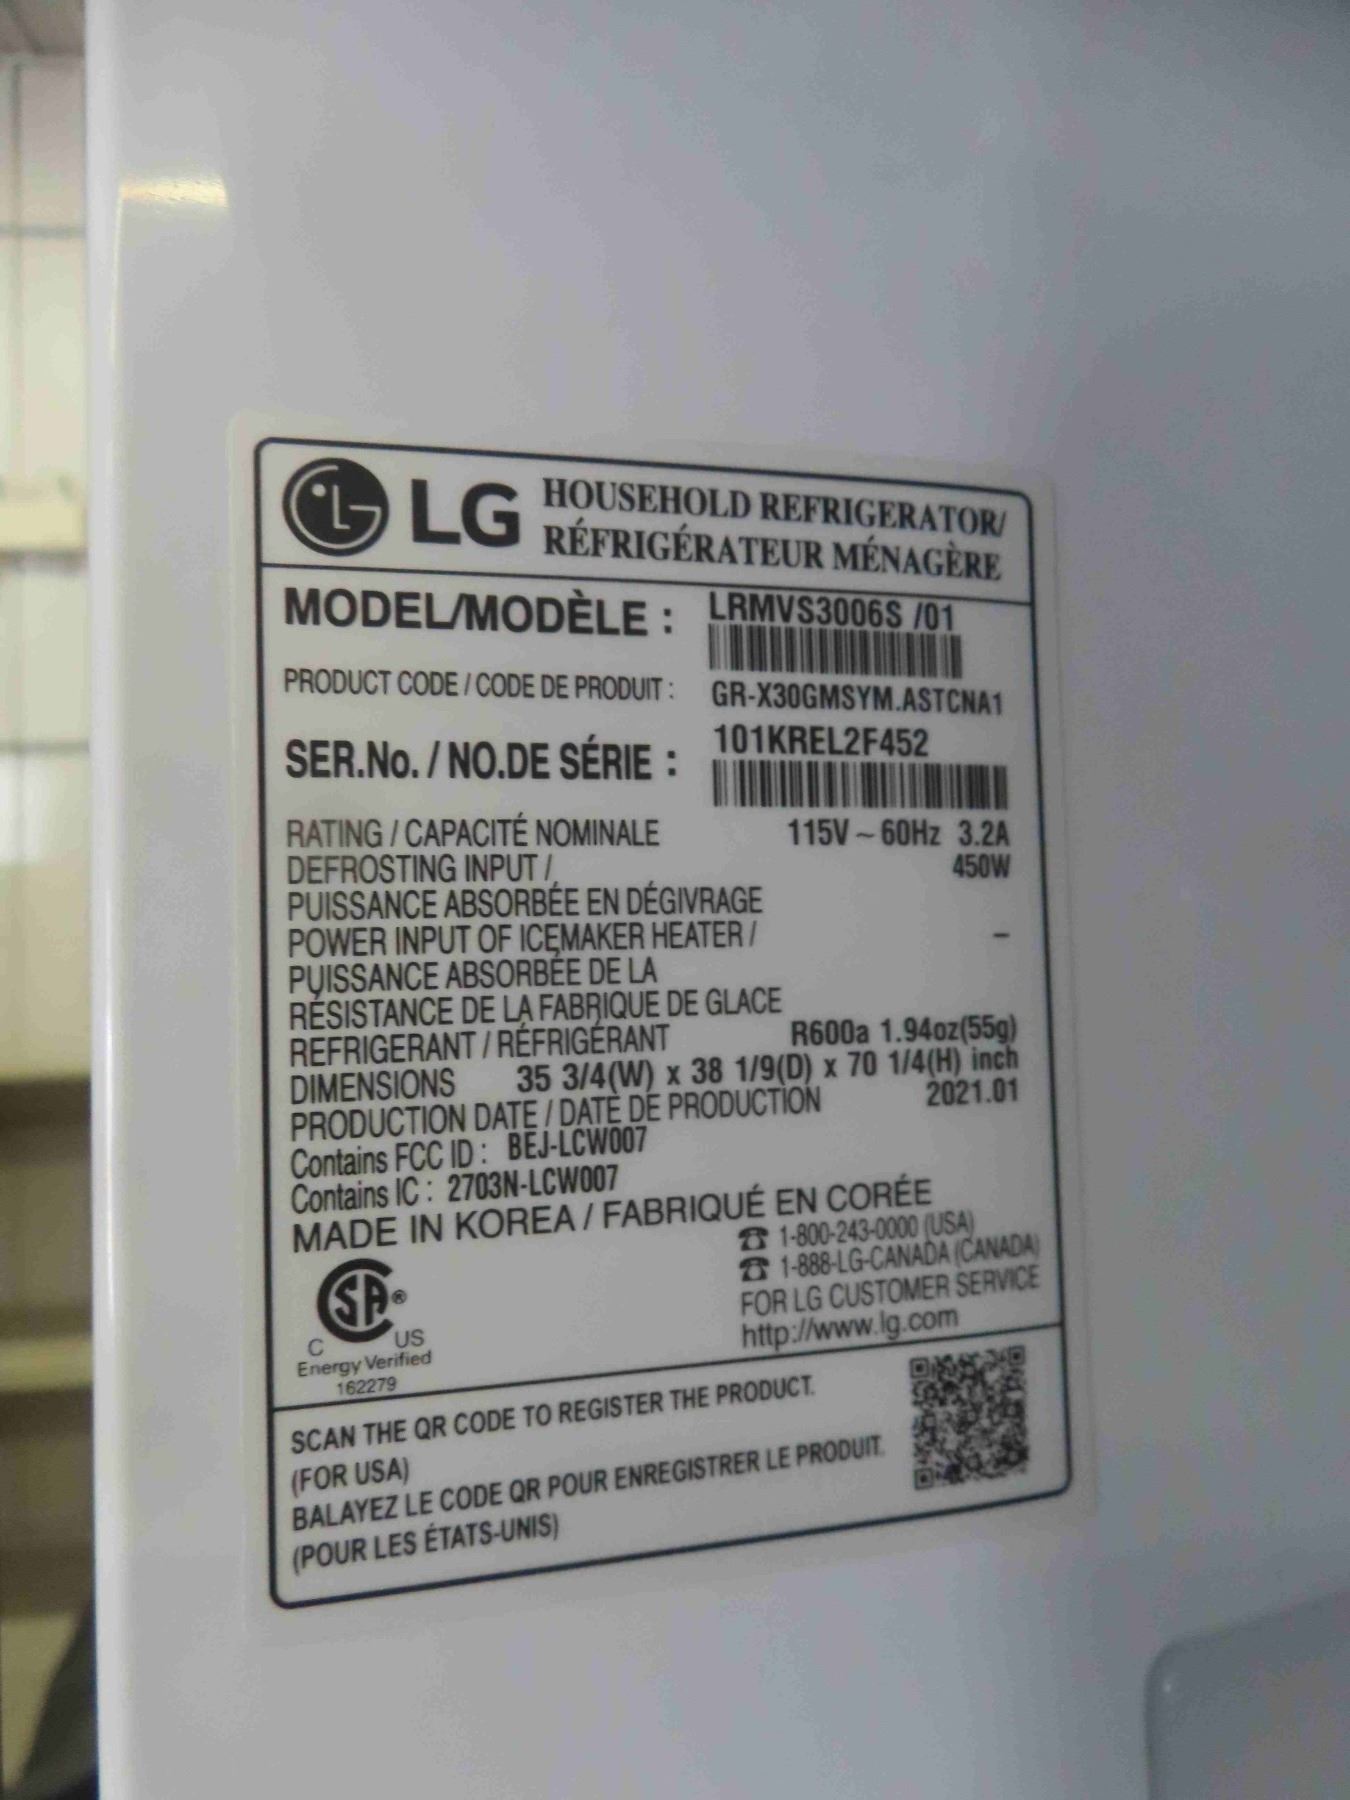 LG HOUSEHOLD REFRIGERATOR/
RÉFRIGÉRATEUR MÉNAGÈRE
MODEL/MODÈLE : LRMVS3006S /01
PRODUCT CODE / CODE DE PRODUIT : GR-X30GMSYM.ASTCNA1
SER.No. / NO.DE SÉRIE : 101KREL2F452
RATING / CAPACITÉ NOMINALE 115V ~ 60Hz 3.2A
DEFROSTING INPUT / 450W
PUISSANCE ABSORBÉE EN DÉGIVRAGE
POWER INPUT OF ICEMAKER HEATER / –
PUISSANCE ABSORBÉE DE LA
RÉSISTANCE DE LA FABRIQUE DE GLACE
REFRIGERANT / RÉFRIGÉRANT R600a 1.94oz(55g)
DIMENSIONS 35 3/4(W) x 38 1/9(D) x 70 1/4(H) inch
PRODUCTION DATE / DATE DE PRODUCTION 2021.01
Contains FCC ID : BEJ-LCW007
Contains IC : 2703N-LCW007
MADE IN KOREA / FABRIQUÉ EN CORÉE
☎ 1-800-243-0000 (USA)
☎ 1-888-LG-CANADA (CANADA)
FOR LG CUSTOMER SERVICE
http://www.lg.com
SA®
C US
Energy Verified
162279
SCAN THE QR CODE TO REGISTER THE PRODUCT.
(FOR USA)
BALAYEZ LE CODE QR POUR ENREGISTRER LE PRODUIT.
(POUR LES ÉTATS-UNIS)